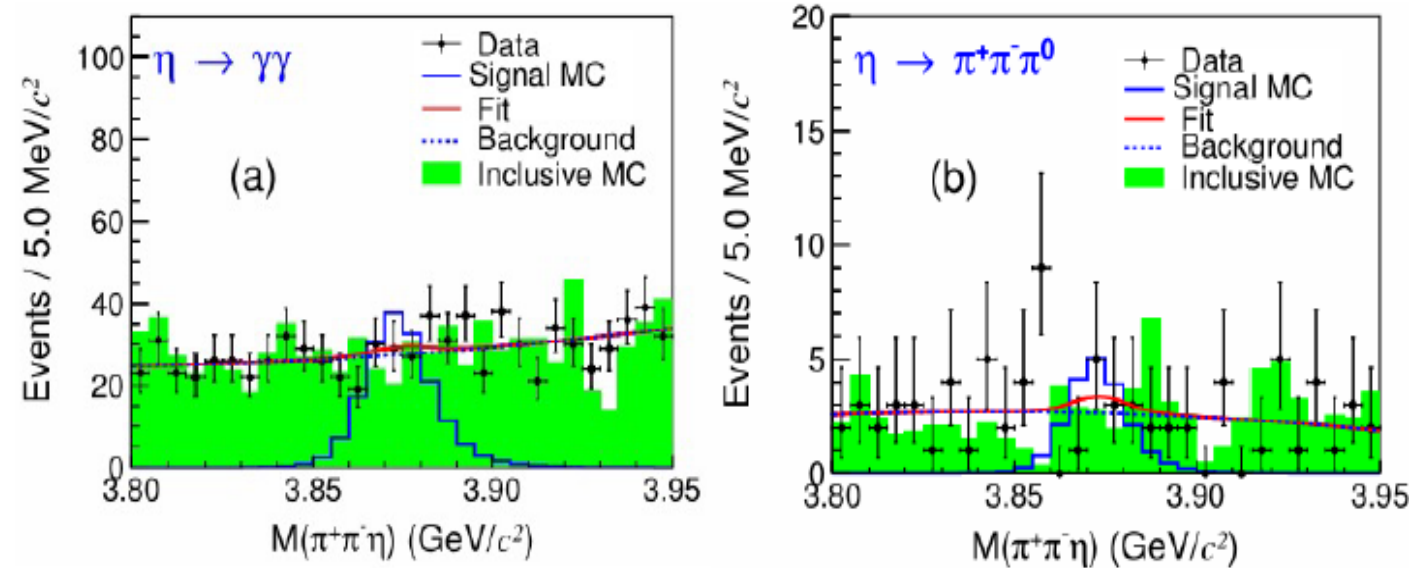 η → γγ
Data
Signal MC
Fit
Background
Inclusive MC
(a)
Events / 5.0 MeV/c²
100
80
60
40
20
0
3.80 3.85 3.90 3.95
M(π⁺π⁻η) (GeV/c²)
η → π⁺π⁻π⁰
Data
Signal MC
Fit
Background
Inclusive MC
(b)
Events / 5.0 MeV/c²
20
15
10
5
0
3.80 3.85 3.90 3.95
M(π⁺π⁻η) (GeV/c²)